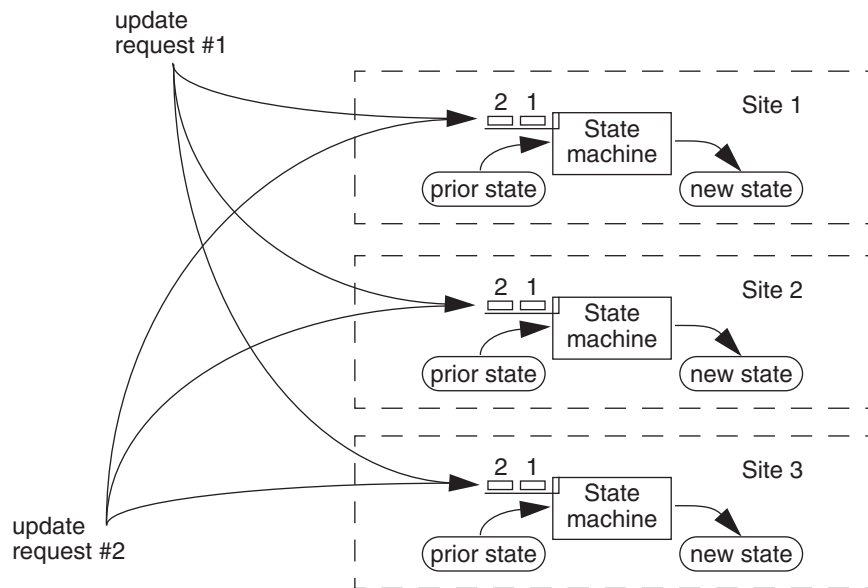 update
request #1
2 1
Site 1
State
machine
prior state
new state
2 1
Site 2
State
machine
prior state
new state
2 1
Site 3
State
machine
prior state
new state
update
request #2